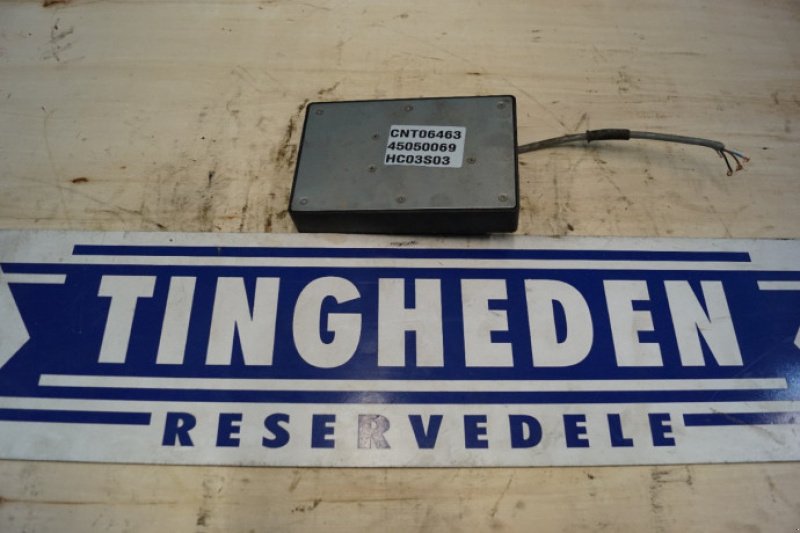 CNT06463
45050069
HC03S03
TINGHEDEN
RESERVEDELE